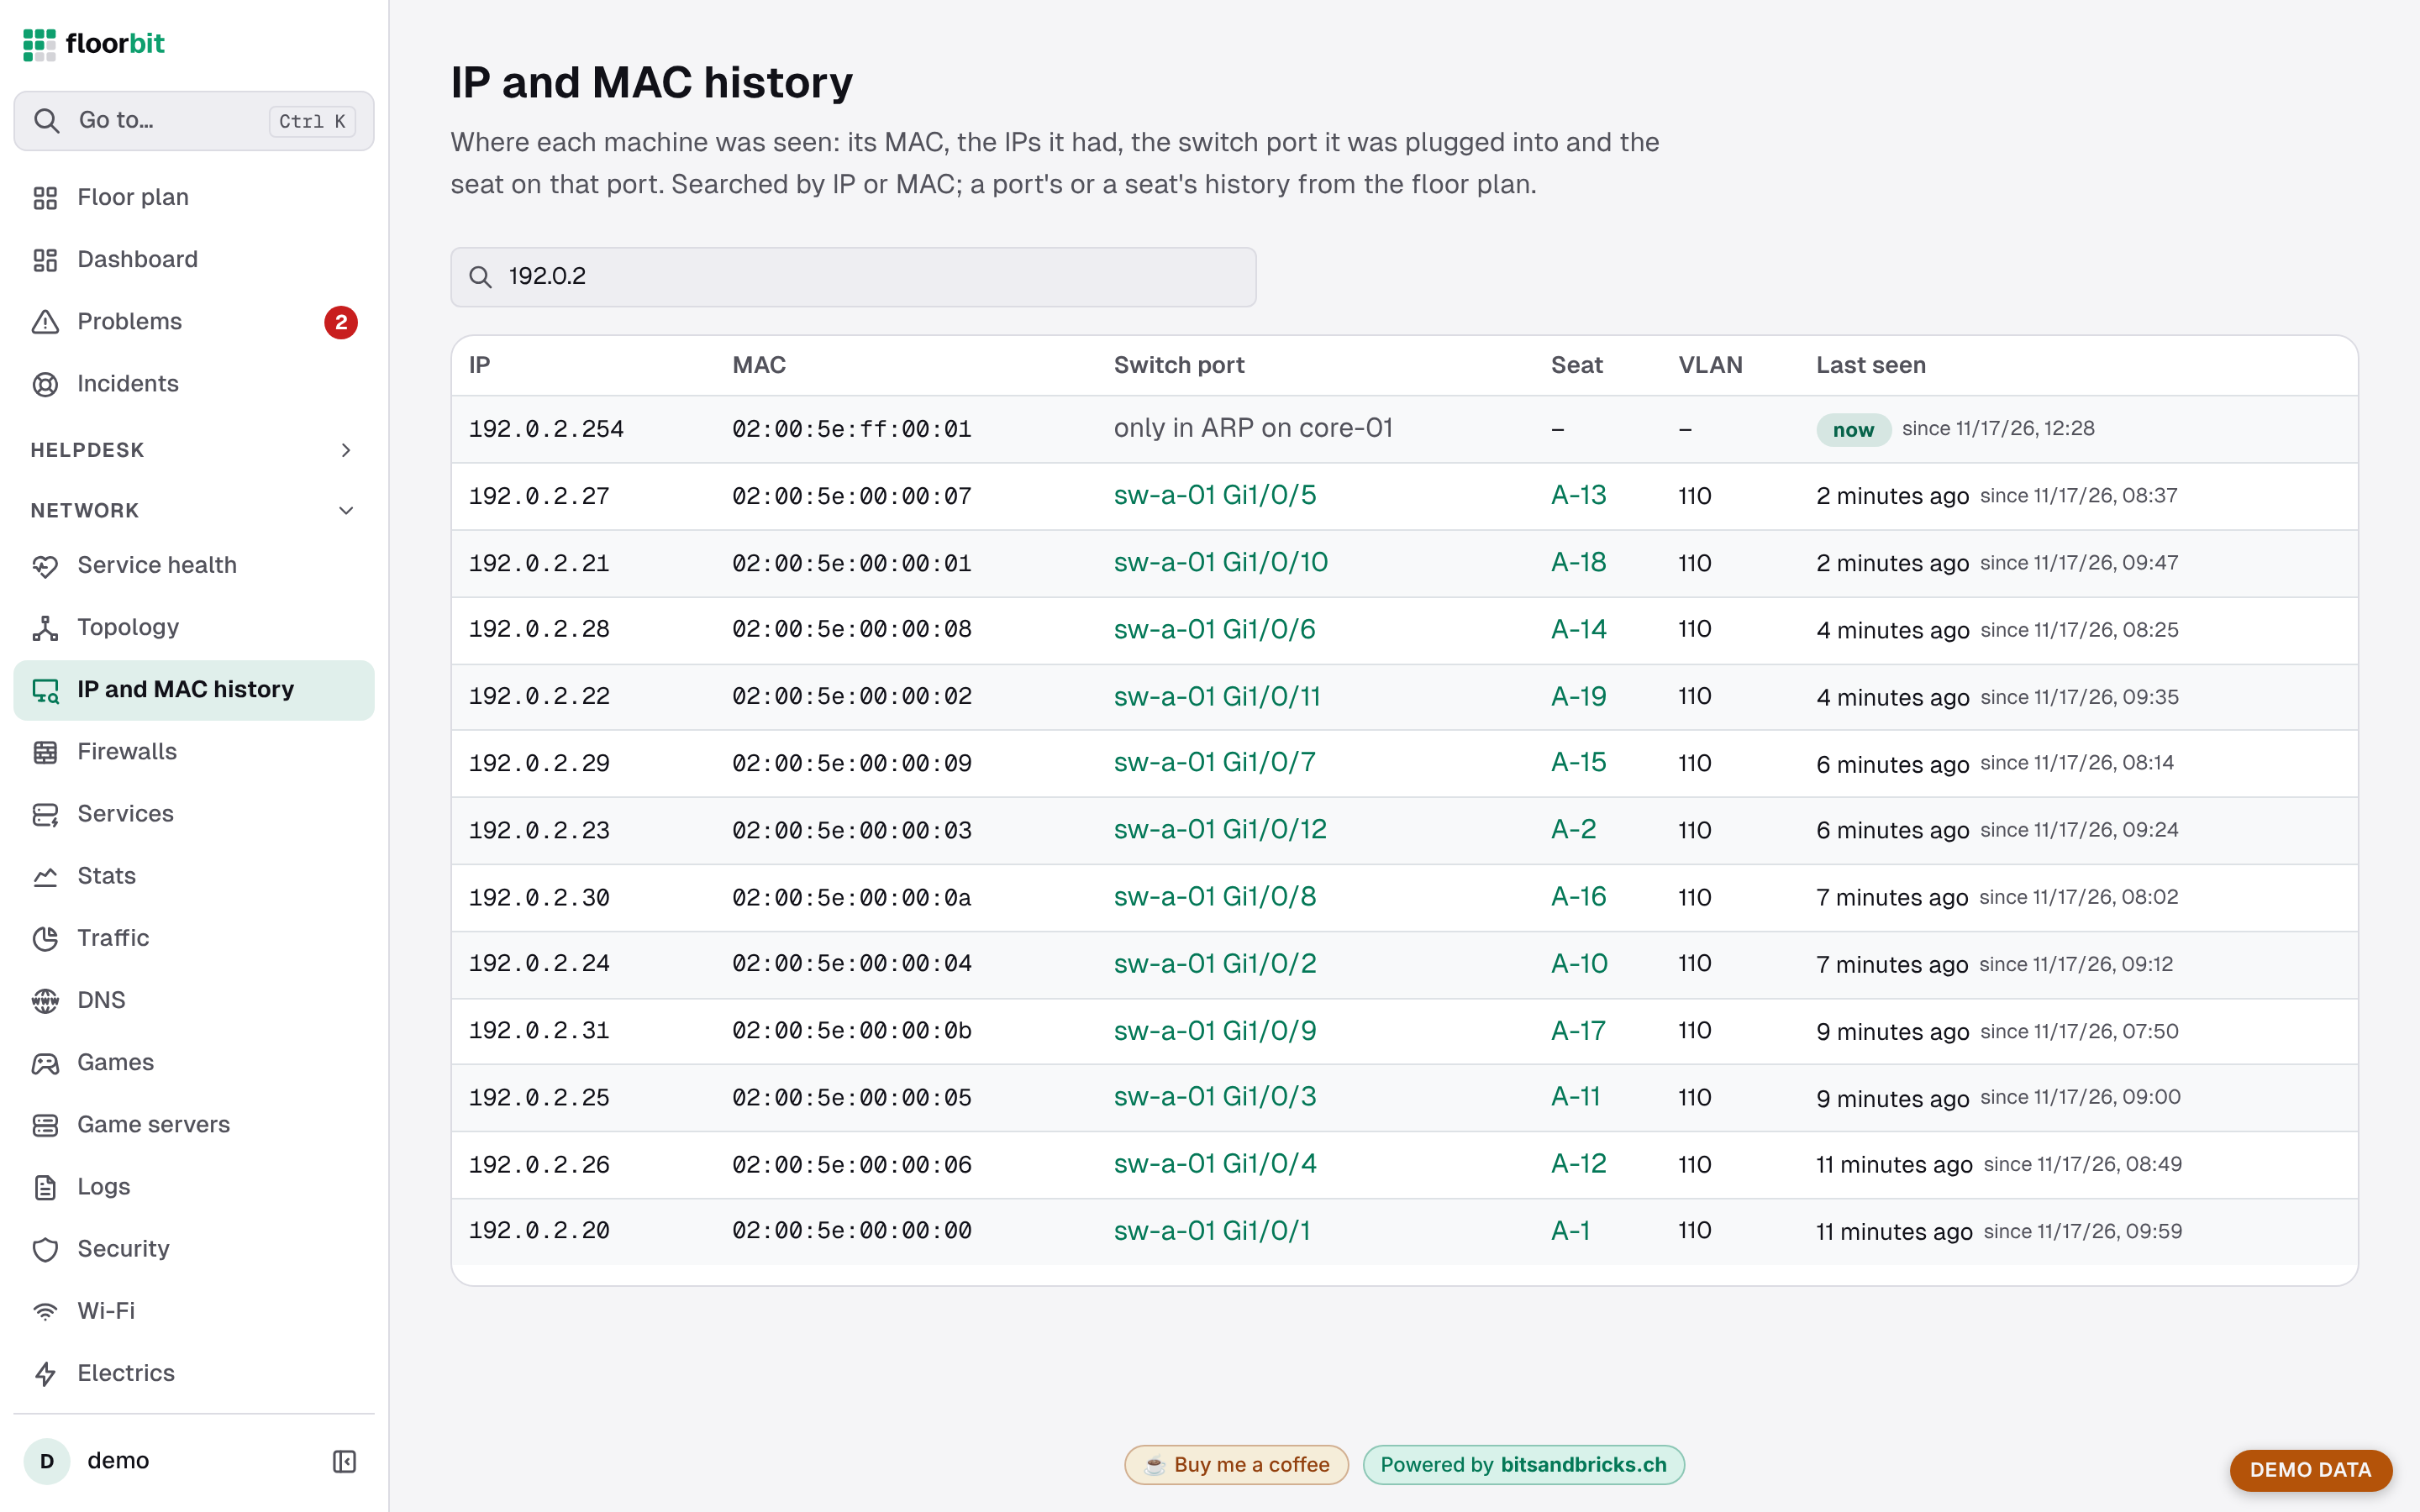 floorbit
Go to... Ctrl K
Floor plan
Dashboard
Problems 2
Incidents
HELPDESK
NETWORK
Service health
Topology
IP and MAC history
Firewalls
Services
Stats
Traffic
DNS
Games
Game servers
Logs
Security
Wi-Fi
Electrics
D demo
IP and MAC history
Where each machine was seen: its MAC, the IPs it had, the switch port it was plugged into and the
seat on that port. Searched by IP or MAC; a port's or a seat's history from the floor plan.
192.0.2
IP MAC Switch port Seat VLAN Last seen
192.0.2.254 02:00:5e:ff:00:01 only in ARP on core-01 – – now since 11/17/26, 12:28
192.0.2.27 02:00:5e:00:00:07 sw-a-01 Gi1/0/5 A-13 110 2 minutes ago since 11/17/26, 08:37
192.0.2.21 02:00:5e:00:00:01 sw-a-01 Gi1/0/10 A-18 110 2 minutes ago since 11/17/26, 09:47
192.0.2.28 02:00:5e:00:00:08 sw-a-01 Gi1/0/6 A-14 110 4 minutes ago since 11/17/26, 08:25
192.0.2.22 02:00:5e:00:00:02 sw-a-01 Gi1/0/11 A-19 110 4 minutes ago since 11/17/26, 09:35
192.0.2.29 02:00:5e:00:00:09 sw-a-01 Gi1/0/7 A-15 110 6 minutes ago since 11/17/26, 08:14
192.0.2.23 02:00:5e:00:00:03 sw-a-01 Gi1/0/12 A-2 110 6 minutes ago since 11/17/26, 09:24
192.0.2.30 02:00:5e:00:00:0a sw-a-01 Gi1/0/8 A-16 110 7 minutes ago since 11/17/26, 08:02
192.0.2.24 02:00:5e:00:00:04 sw-a-01 Gi1/0/2 A-10 110 7 minutes ago since 11/17/26, 09:12
192.0.2.31 02:00:5e:00:00:0b sw-a-01 Gi1/0/9 A-17 110 9 minutes ago since 11/17/26, 07:50
192.0.2.25 02:00:5e:00:00:05 sw-a-01 Gi1/0/3 A-11 110 9 minutes ago since 11/17/26, 09:00
192.0.2.26 02:00:5e:00:00:06 sw-a-01 Gi1/0/4 A-12 110 11 minutes ago since 11/17/26, 08:49
192.0.2.20 02:00:5e:00:00:00 sw-a-01 Gi1/0/1 A-1 110 11 minutes ago since 11/17/26, 09:59
Buy me a coffee
Powered by bitsandbricks.ch
DEMO DATA